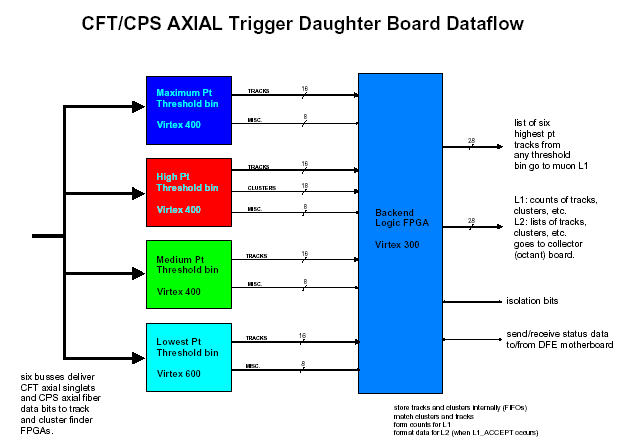 CFT/CPS AXIAL Trigger Daughter Board Dataflow
Maximum Pt
Threshold bin
Virtex 400
TRACKS
16
MISC.
8
High Pt
Threshold bin
Virtex 400
TRACKS
16
CLUSTERS
18
MISC.
8
Medium Pt
Threshold bin
Virtex 400
TRACKS
16
MISC.
8
Lowest Pt
Threshold bin
Virtex 600
TRACKS
16
MISC.
8
Backend
Logic FPGA
Virtex 300
28
list of six
highest pt
tracks from
any threshold
bin go to muon L1
28
L1: counts of tracks,
clusters, etc.
L2: lists of tracks,
clusters, etc.
goes to collector
(octant) board.
isolation bits
send/receive status data
to/from DFE motherboard
six busses deliver
CFT axial singlets
and CPS axial fiber
data bits to track
and cluster finder
FPGAs.
store tracks and clusters internally (FIFOs)
match clusters and tracks
form counts for L1
format data for L2 (when L1_ACCEPT occurs)